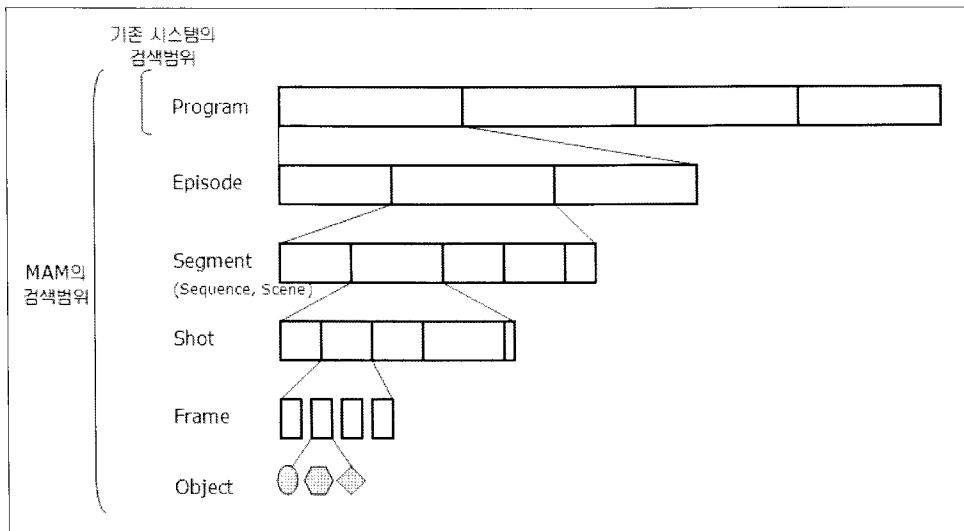 기존 시스템의
검색범위
Program
Episode
Segment
(Sequence, Scene)
MAM의
검색범위
Shot
Frame
Object